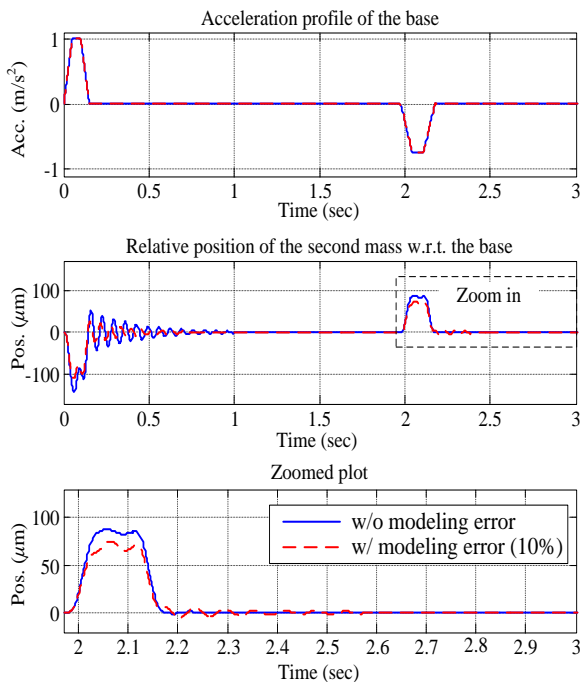 Acceleration profile of the base
Acc. (m/s²)
1
0
-1
0 0.5 1 1.5 2 2.5 3
Time (sec)
Relative position of the second mass w.r.t. the base
Pos. (μm)
100
0
-100
Zoom in
0 0.5 1 1.5 2 2.5 3
Time (sec)
Zoomed plot
Pos. (μm)
100
50
0
w/o modeling error
w/ modeling error (10%)
2 2.1 2.2 2.3 2.4 2.5 2.6 2.7 2.8 2.9 3
Time (sec)